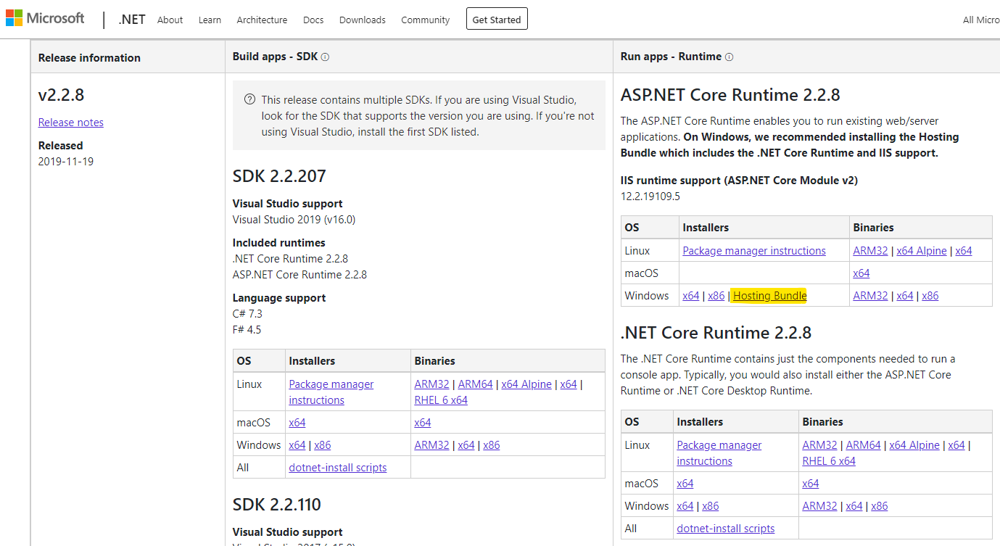 Microsoft | .NET About Learn Architecture Docs Downloads Community Get Started All Micro
Release information
v2.2.8
Release notes
Released
2019-11-19
Build apps - SDK
This release contains multiple SDKs. If you are using Visual Studio,
look for the SDK that supports the version you are using. If you're not
using Visual Studio, install the first SDK listed.
SDK 2.2.207
Visual Studio support
Visual Studio 2019 (v16.0)
Included runtimes
.NET Core Runtime 2.2.8
ASP.NET Core Runtime 2.2.8
Language support
C# 7.3
F# 4.5
OS Installers Binaries
Linux Package manager instructions ARM32 | ARM64 | x64 Alpine | x64 |
RHEL 6 x64
macOS x64 x64
Windows x64 | x86 ARM32 | x64 | x86
All dotnet-install scripts
SDK 2.2.110
Visual Studio support
Visual Studio 2017 (v15.0)
Run apps - Runtime
ASP.NET Core Runtime 2.2.8
The ASP.NET Core Runtime enables you to run existing web/server
applications. On Windows, we recommended installing the Hosting
Bundle which includes the .NET Core Runtime and IIS support.
IIS runtime support (ASP.NET Core Module v2)
12.2.19109.5
OS Installers Binaries
Linux Package manager instructions ARM32 | x64 Alpine | x64
macOS x64
Windows x64 | x86 | Hosting Bundle ARM32 | x64 | x86
.NET Core Runtime 2.2.8
The .NET Core Runtime contains just the components needed to run a
console app. Typically, you would also install either the ASP.NET Core
Runtime or .NET Core Desktop Runtime.
OS Installers Binaries
Linux Package manager instructions ARM32 | ARM64 | x64 Alpine | x64 |
RHEL 6 x64
macOS x64 x64
Windows x64 | x86 ARM32 | x64 | x86
All dotnet-install scripts